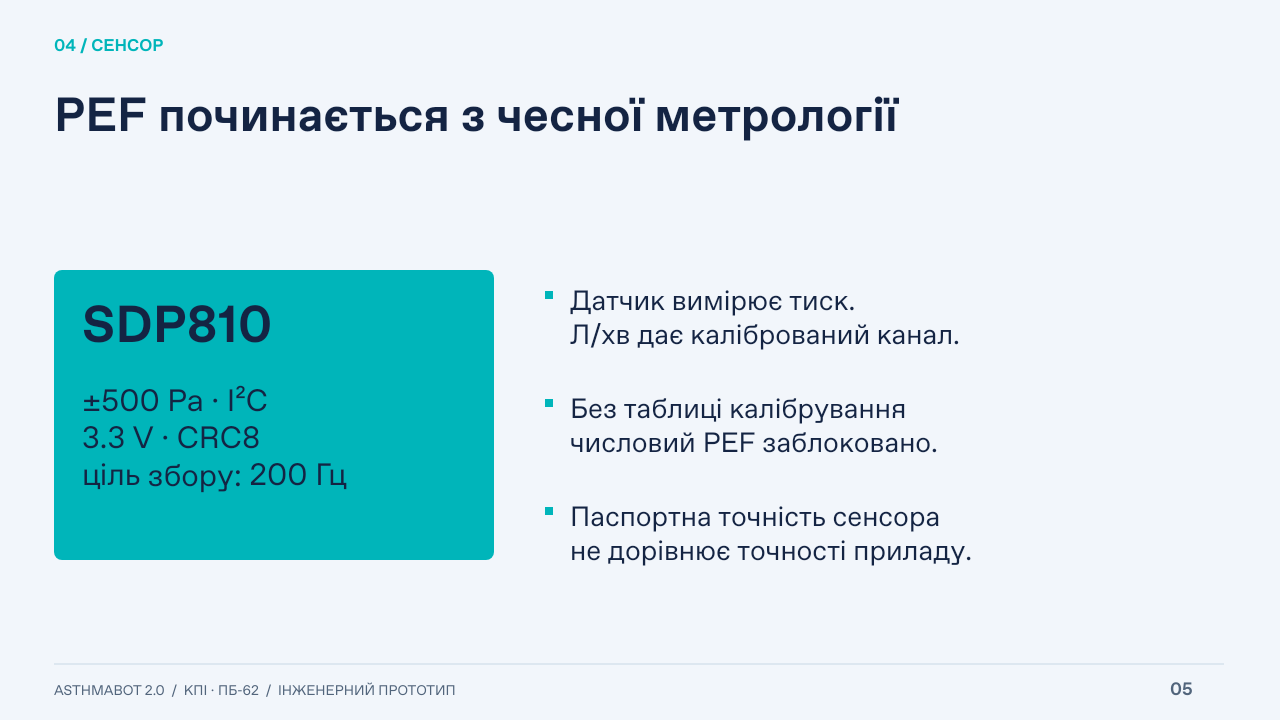 04 / СЕНСОР
PEF починається з чесної метрології
SDP810
±500 Pa · I²C
3.3 V · CRC8
ціль збору: 200 Гц
Датчик вимірює тиск.
Л/хв дає калібрований канал.
Без таблиці калібрування
числовий PEF заблоковано.
Паспортна точність сенсора
не дорівнює точності приладу.
ASTHMABOT 2.0 / КПІ · ПБ-62 / ІНЖЕНЕРНИЙ ПРОТОТИП
05